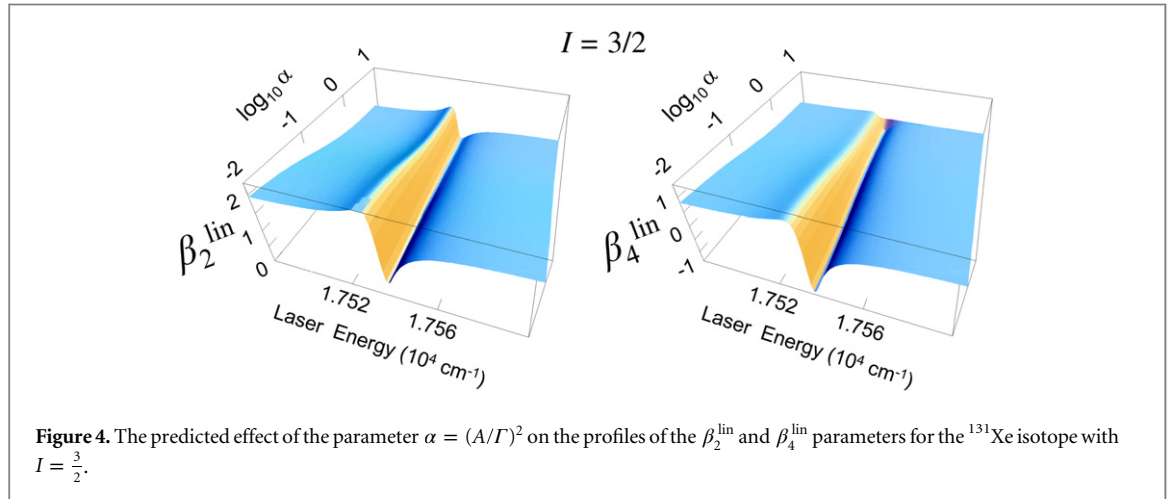 I = 3/2
log₁₀ α
1
0
-1
-2
2
1
0
β₂ˡⁱⁿ
1.752
1.756
Laser Energy (10⁴ cm⁻¹)
log₁₀ α
1
0
-1
-2
1
0
-1
β₄ˡⁱⁿ
1.752
1.756
Laser Energy (10⁴ cm⁻¹)
Figure 4. The predicted effect of the parameter α = (A/Γ)² on the profiles of the β₂ˡⁱⁿ and β₄ˡⁱⁿ parameters for the ¹³¹Xe isotope with
I = 3/2.